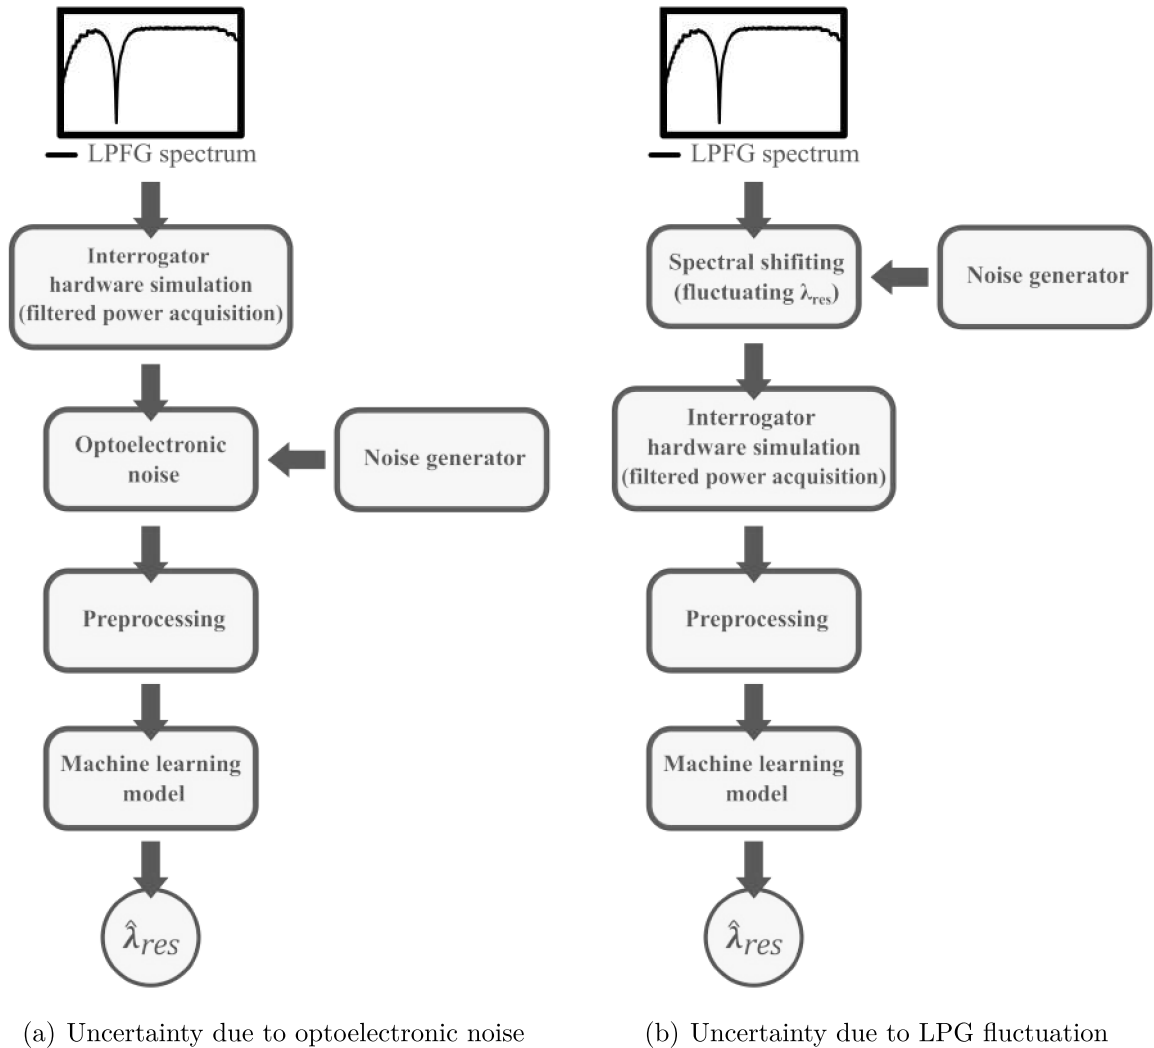 LPFG spectrum
Interrogator
hardware simulation
(filtered power acquisition)
Optoelectronic
noise
Noise generator
Preprocessing
Machine learning
model
λ̂res
(a) Uncertainty due to optoelectronic noise
LPFG spectrum
Spectral shifiting
(fluctuating λres)
Noise generator
Interrogator
hardware simulation
(filtered power acquisition)
Preprocessing
Machine learning
model
λ̂res
(b) Uncertainty due to LPG fluctuation